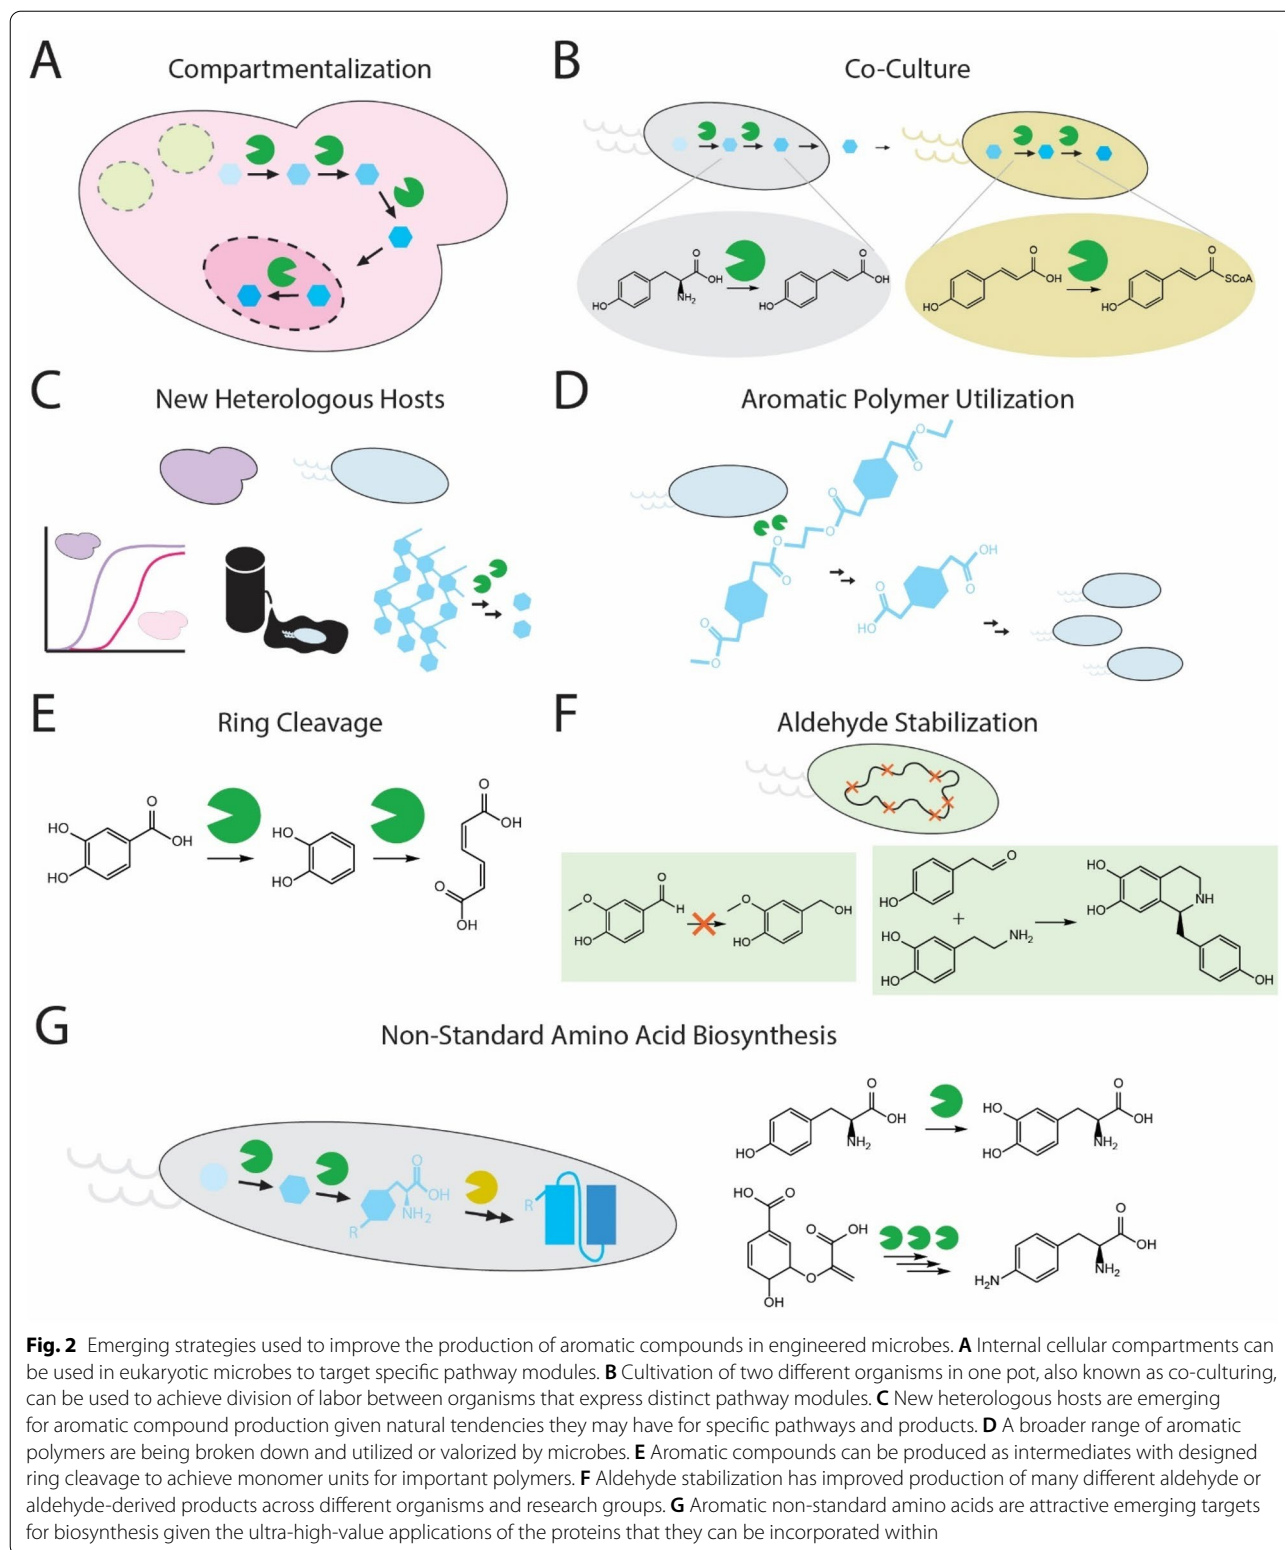 A
Compartmentalization
B
Co-Culture
O
OH
NH2
HO
O
OH
HO
O
OH
HO
O
SCoA
HO
C
New Heterologous Hosts
D
Aromatic Polymer Utilization
O
O
O
O
O
O
O
O
OH
O
O
HO
E
Ring Cleavage
HO
HO
O
OH
HO
HO
O
OH
O
OH
F
Aldehyde Stabilization
O
O
H
HO
O
OH
HO
O
HO
+
HO
HO
NH2
HO
HO
NH
OH
G
Non-Standard Amino Acid Biosynthesis
O
OH
NH2
R
R
O
OH
NH2
HO
O
OH
NH2
HO
HO
HO
O
O
OH
O
OH
O
OH
NH2
H2N
Fig. 2 Emerging strategies used to improve the production of aromatic compounds in engineered microbes. A Internal cellular compartments can
be used in eukaryotic microbes to target specific pathway modules. B Cultivation of two different organisms in one pot, also known as co-culturing,
can be used to achieve division of labor between organisms that express distinct pathway modules. C New heterologous hosts are emerging
for aromatic compound production given natural tendencies they may have for specific pathways and products. D A broader range of aromatic
polymers are being broken down and utilized or valorized by microbes. E Aromatic compounds can be produced as intermediates with designed
ring cleavage to achieve monomer units for important polymers. F Aldehyde stabilization has improved production of many different aldehyde or
aldehyde-derived products across different organisms and research groups. G Aromatic non-standard amino acids are attractive emerging targets
for biosynthesis given the ultra-high-value applications of the proteins that they can be incorporated within